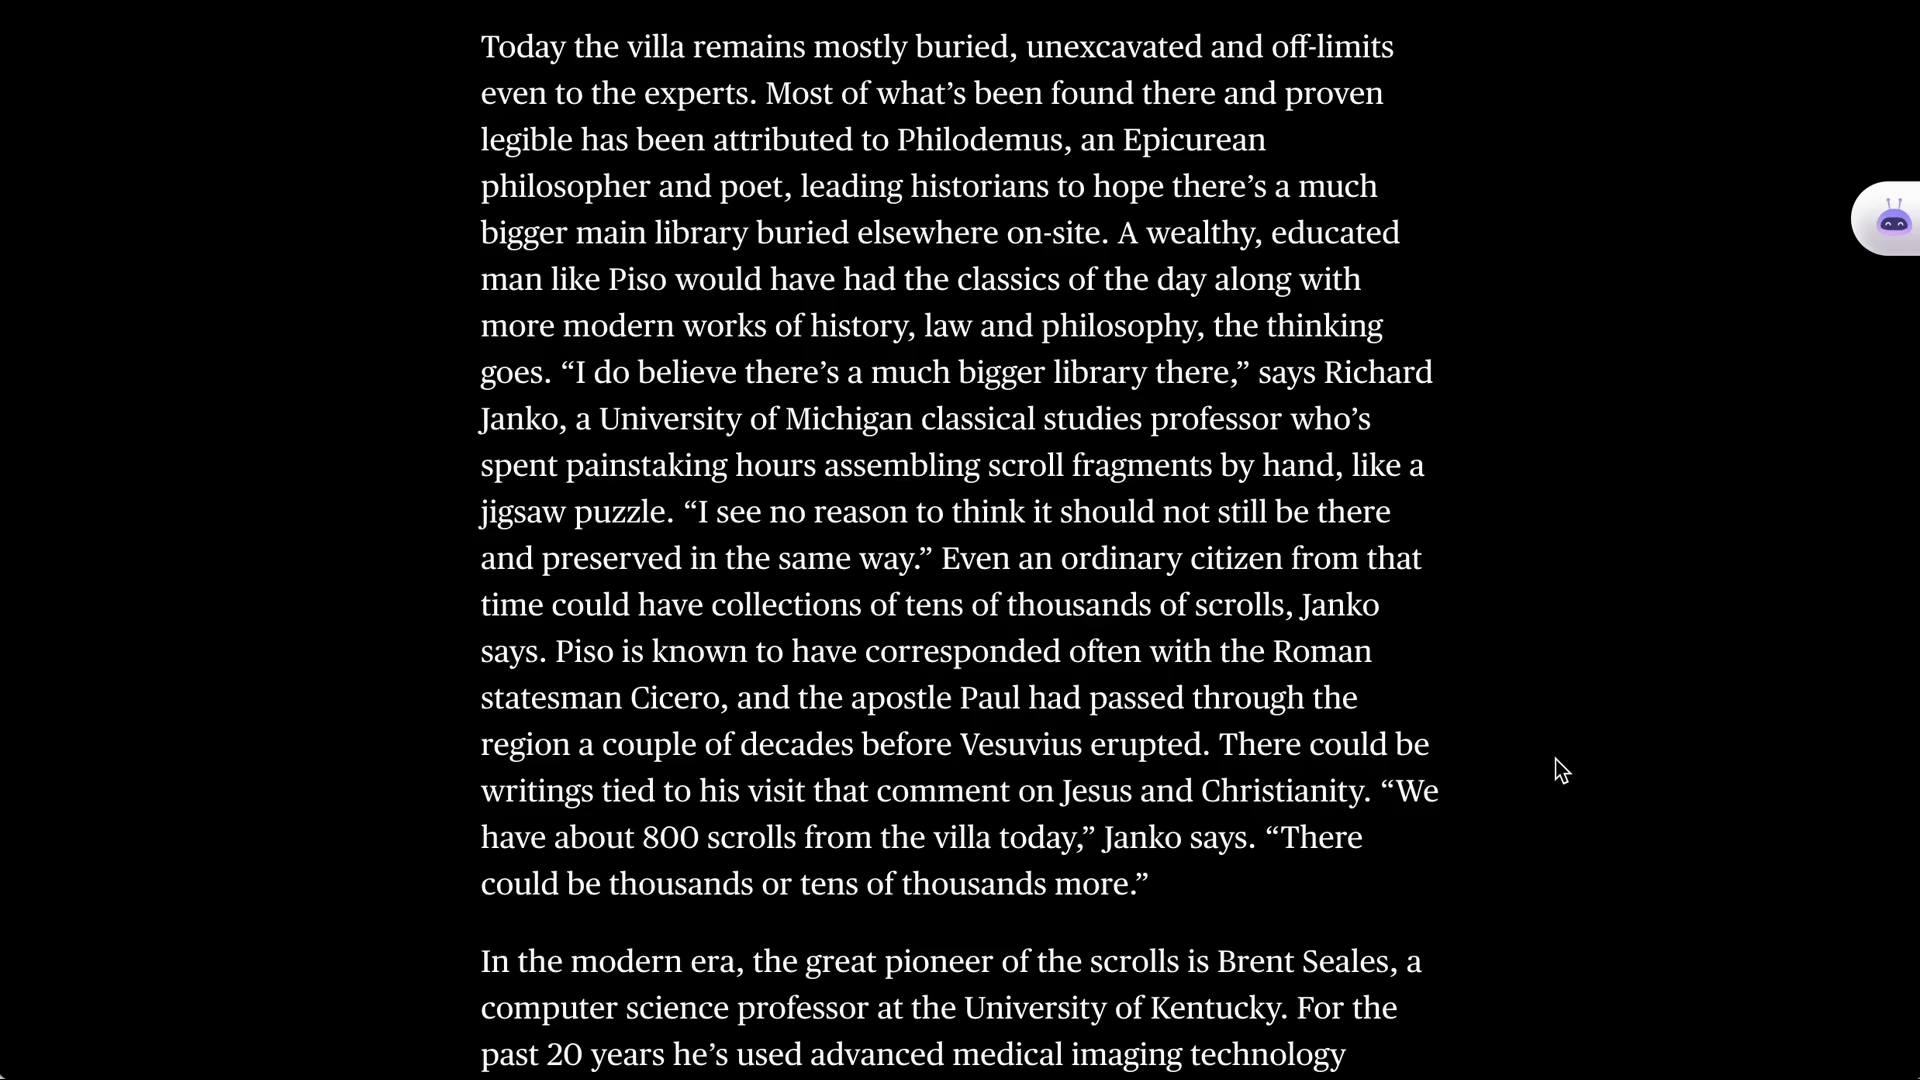 Today the villa remains mostly buried, unexcavated and off-limits
even to the experts. Most of what’s been found there and proven
legible has been attributed to Philodemus, an Epicurean
philosopher and poet, leading historians to hope there’s a much
bigger main library buried elsewhere on-site. A wealthy, educated
man like Piso would have had the classics of the day along with
more modern works of history, law and philosophy, the thinking
goes. “I do believe there’s a much bigger library there,” says Richard
Janko, a University of Michigan classical studies professor who’s
spent painstaking hours assembling scroll fragments by hand, like a
jigsaw puzzle. “I see no reason to think it should not still be there
and preserved in the same way.” Even an ordinary citizen from that
time could have collections of tens of thousands of scrolls, Janko
says. Piso is known to have corresponded often with the Roman
statesman Cicero, and the apostle Paul had passed through the
region a couple of decades before Vesuvius erupted. There could be
writings tied to his visit that comment on Jesus and Christianity. “We
have about 800 scrolls from the villa today,” Janko says. “There
could be thousands or tens of thousands more.”
In the modern era, the great pioneer of the scrolls is Brent Seales, a
computer science professor at the University of Kentucky. For the
past 20 years he’s used advanced medical imaging technology